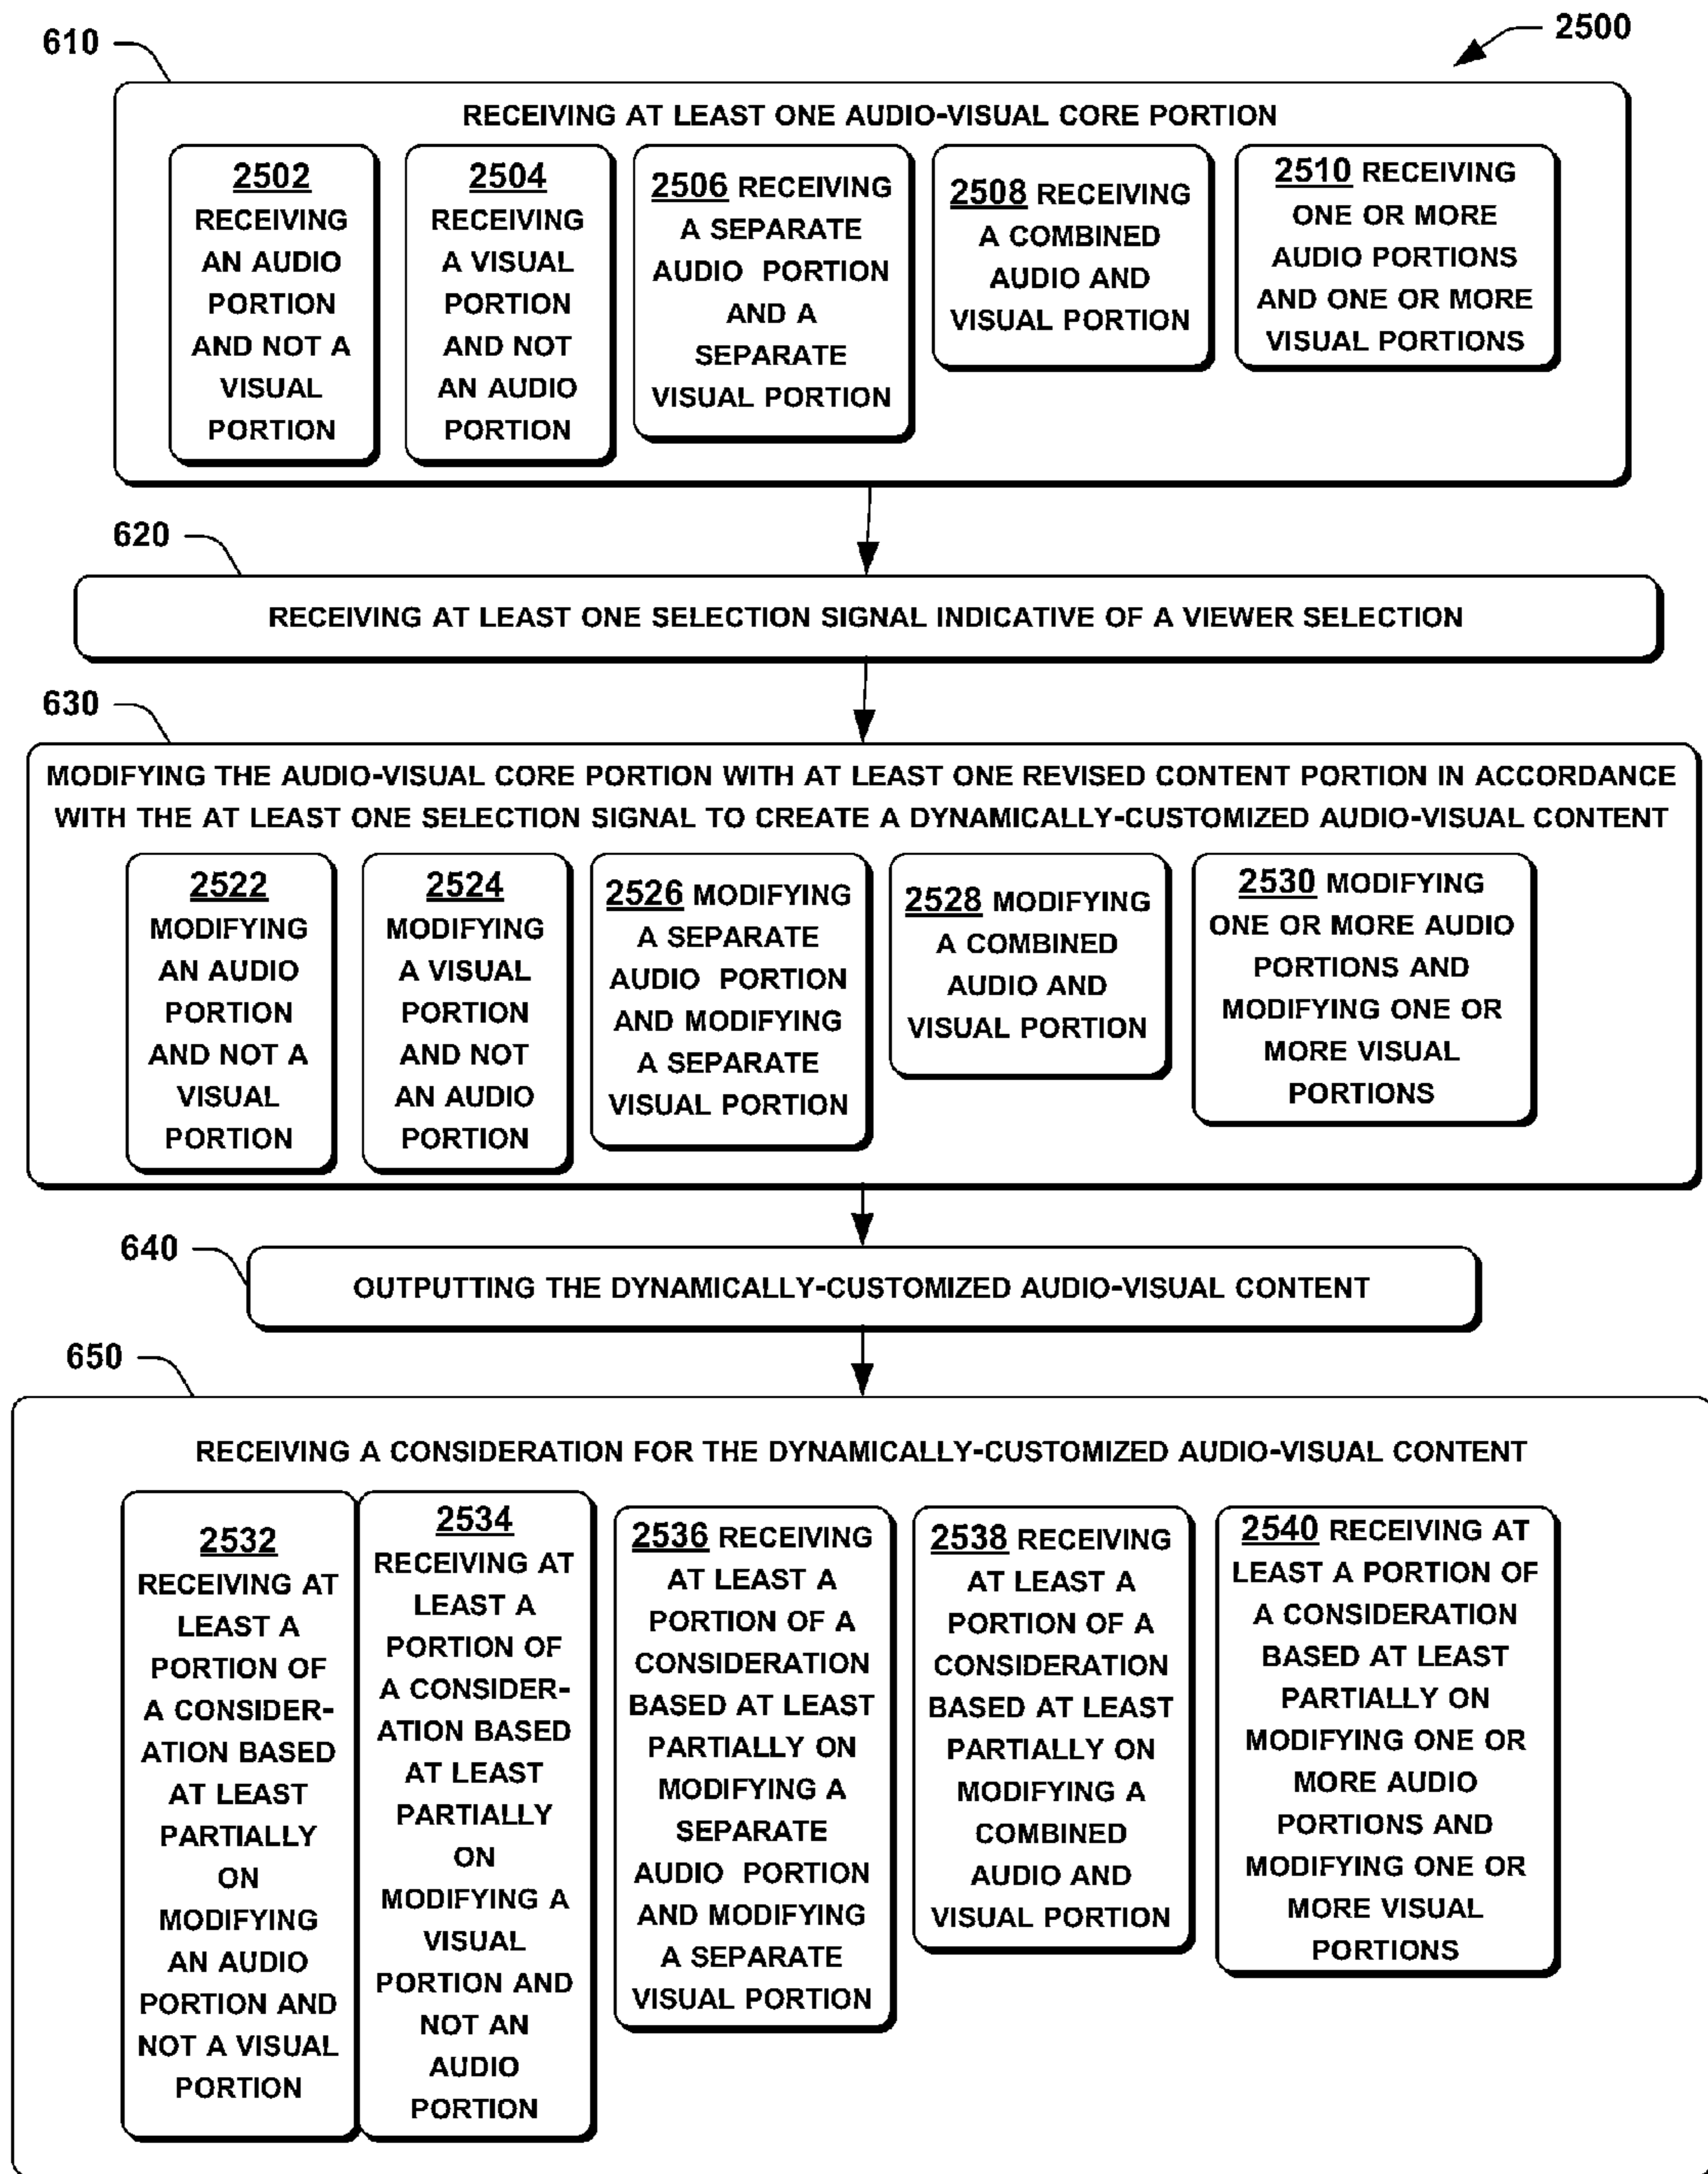 610
2500
RECEIVING AT LEAST ONE AUDIO-VISUAL CORE PORTION
2502
RECEIVING
AN AUDIO
PORTION
AND NOT A
VISUAL
PORTION
2504
RECEIVING
A VISUAL
PORTION
AND NOT
AN AUDIO
PORTION
2506 RECEIVING
A SEPARATE
AUDIO PORTION
AND A
SEPARATE
VISUAL PORTION
2508 RECEIVING
A COMBINED
AUDIO AND
VISUAL PORTION
2510 RECEIVING
ONE OR MORE
AUDIO PORTIONS
AND ONE OR MORE
VISUAL PORTIONS
620
RECEIVING AT LEAST ONE SELECTION SIGNAL INDICATIVE OF A VIEWER SELECTION
630
MODIFYING THE AUDIO-VISUAL CORE PORTION WITH AT LEAST ONE REVISED CONTENT PORTION IN ACCORDANCE
WITH THE AT LEAST ONE SELECTION SIGNAL TO CREATE A DYNAMICALLY-CUSTOMIZED AUDIO-VISUAL CONTENT
2522
MODIFYING
AN AUDIO
PORTION
AND NOT A
VISUAL
PORTION
2524
MODIFYING
A VISUAL
PORTION
AND NOT
AN AUDIO
PORTION
2526 MODIFYING
A SEPARATE
AUDIO PORTION
AND MODIFYING
A SEPARATE
VISUAL PORTION
2528 MODIFYING
A COMBINED
AUDIO AND
VISUAL PORTION
2530 MODIFYING
ONE OR MORE AUDIO
PORTIONS AND
MODIFYING ONE OR
MORE VISUAL
PORTIONS
640
OUTPUTTING THE DYNAMICALLY-CUSTOMIZED AUDIO-VISUAL CONTENT
650
RECEIVING A CONSIDERATION FOR THE DYNAMICALLY-CUSTOMIZED AUDIO-VISUAL CONTENT
2532
RECEIVING AT
LEAST A
PORTION OF
A CONSIDER-
ATION BASED
AT LEAST
PARTIALLY
ON
MODIFYING
AN AUDIO
PORTION AND
NOT A VISUAL
PORTION
2534
RECEIVING AT
LEAST A
PORTION OF
A CONSIDER-
ATION BASED
AT LEAST
PARTIALLY
ON
MODIFYING A
VISUAL
PORTION AND
NOT AN
AUDIO
PORTION
2536 RECEIVING
AT LEAST A
PORTION OF A
CONSIDERATION
BASED AT LEAST
PARTIALLY ON
MODIFYING A
SEPARATE
AUDIO PORTION
AND MODIFYING
A SEPARATE
VISUAL PORTION
2538 RECEIVING
AT LEAST A
PORTION OF A
CONSIDERATION
BASED AT LEAST
PARTIALLY ON
MODIFYING A
COMBINED
AUDIO AND
VISUAL PORTION
2540 RECEIVING AT
LEAST A PORTION OF
A CONSIDERATION
BASED AT LEAST
PARTIALLY ON
MODIFYING ONE OR
MORE AUDIO
PORTIONS AND
MODIFYING ONE OR
MORE VISUAL
PORTIONS